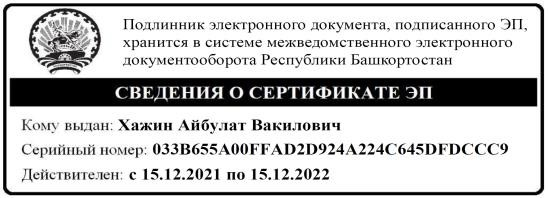 Подлинник электронного документа, подписанного ЭП,
хранится в системе межведомственного электронного
документооборота Республики Башкортостан
СВЕДЕНИЯ О СЕРТИФИКАТЕ ЭП
Кому выдан: Хажин Айбулат Вакилович
Серийный номер: 033B655A00FFAD2D924A224C645DFDCCC9
Действителен: с 15.12.2021 по 15.12.2022